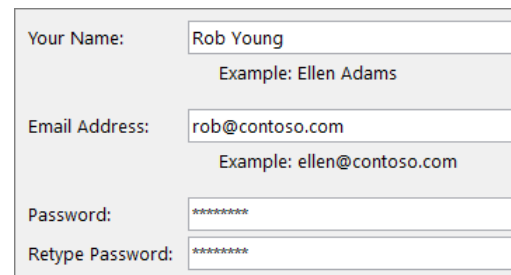 Your Name: Rob Young
Example: Ellen Adams
Email Address: rob@contoso.com
Example: ellen@contoso.com
Password: ********
Retype Password: ********